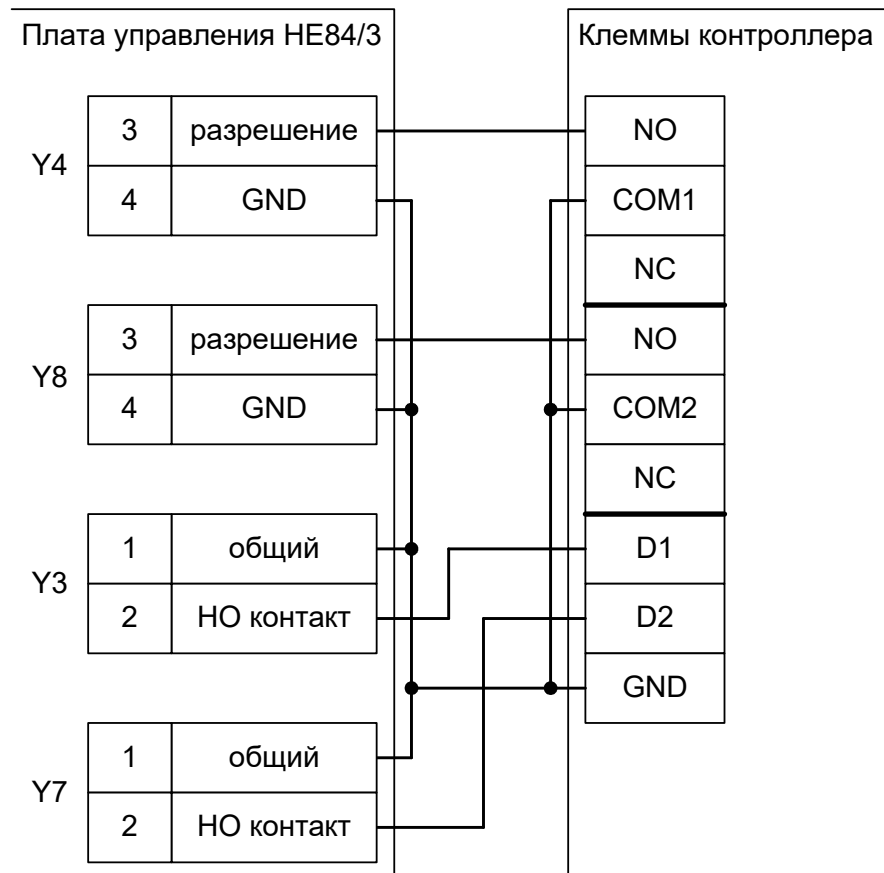 Плата управления НЕ84/3
Y4
3 разрешение
4 GND
Y8
3 разрешение
4 GND
Y3
1 общий
2 НО контакт
Y7
1 общий
2 НО контакт
Клеммы контроллера
NO
COM1
NC
NO
COM2
NC
D1
D2
GND